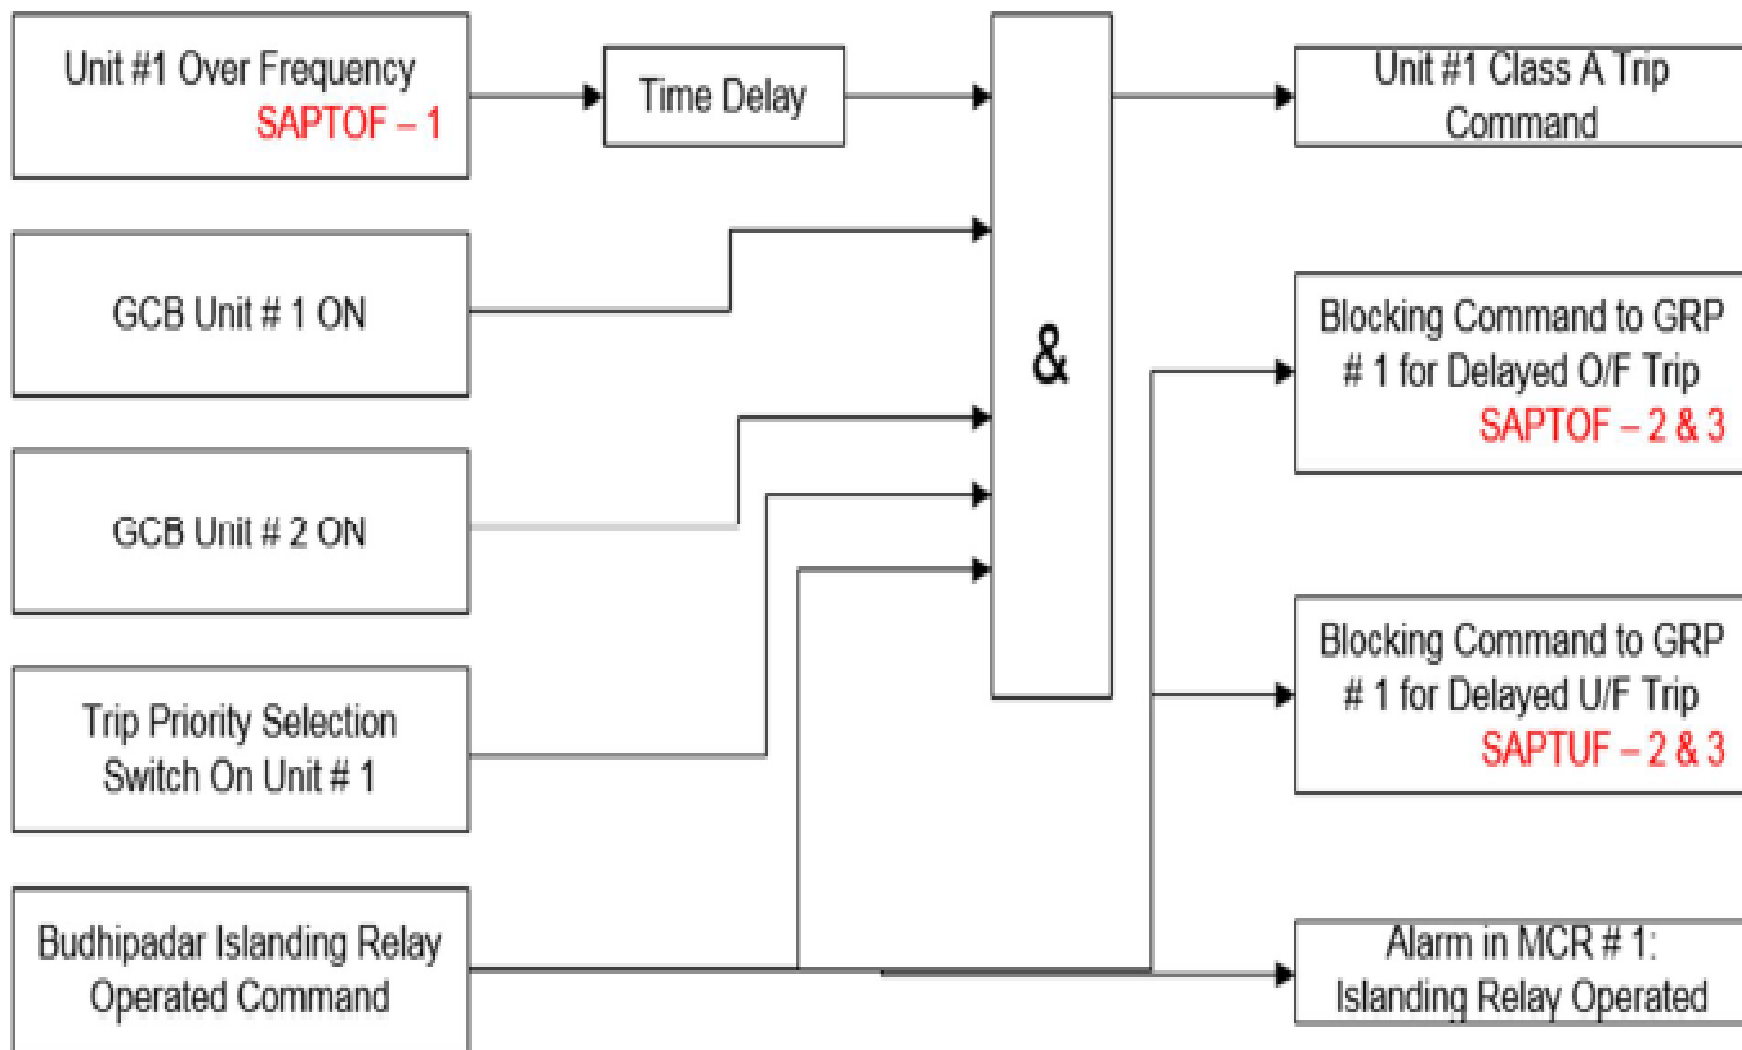 Unit #1 Over Frequency
SAPTOF – 1
Time Delay
Unit #1 Class A Trip
Command
GCB Unit # 1 ON
&
Blocking Command to GRP
# 1 for Delayed O/F Trip
SAPTOF – 2 & 3
GCB Unit # 2 ON
Blocking Command to GRP
# 1 for Delayed U/F Trip
SAPTUF – 2 & 3
Trip Priority Selection
Switch On Unit # 1
Budhipadar Islanding Relay
Operated Command
Alarm in MCR # 1:
Islanding Relay Operated